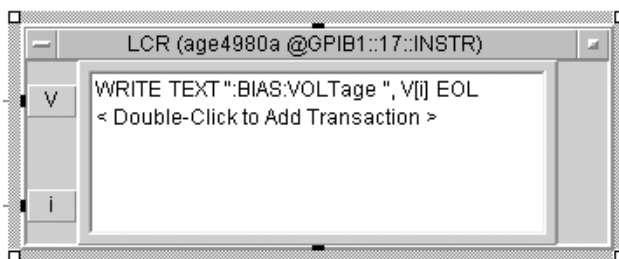 LCR (age4980a @GPIB1::17::INSTR)
V
WRITE TEXT ":BIAS:VOLTage ", V[i] EOL
< Double-Click to Add Transaction >
i